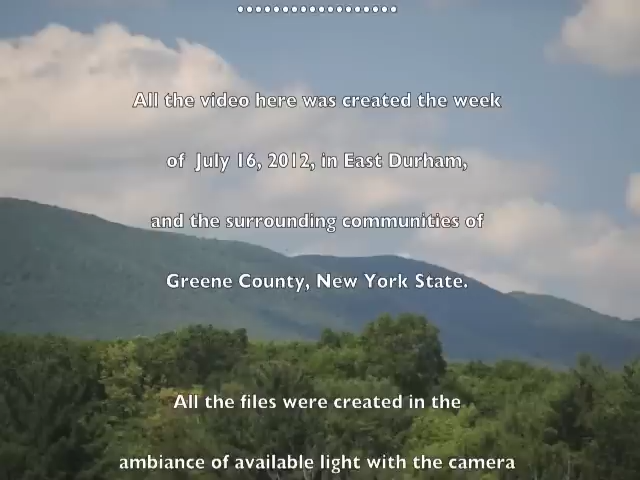 ..................
All the video here was created the week
of July 16, 2012, in East Durham,
and the surrounding communities of
Greene County, New York State.
All the files were created in the
ambiance of available light with the camera